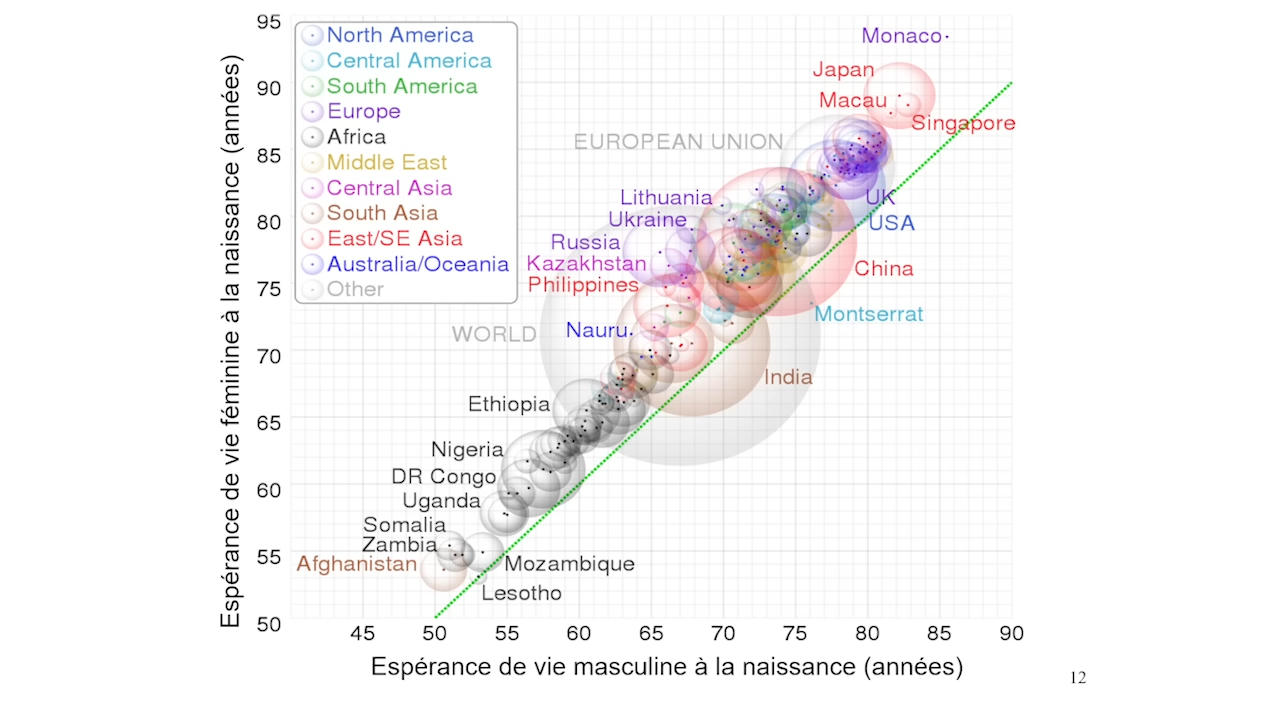 Espérance de vie féminine à la naissance (années)
95
90
85
80
75
70
65
60
55
50
North America
Central America
South America
Europe
Africa
Middle East
Central Asia
South Asia
East/SE Asia
Australia/Oceania
Other
Monaco
Japan
Macau
Singapore
EUROPEAN UNION
Lithuania
UK
Ukraine
USA
Russia
Kazakhstan
China
Philippines
Montserrat
WORLD
Nauru
India
Ethiopia
Nigeria
DR Congo
Uganda
Somalia
Zambia
Afghanistan
Mozambique
Lesotho
45 50 55 60 65 70 75 80 85 90
Espérance de vie masculine à la naissance (années)
12